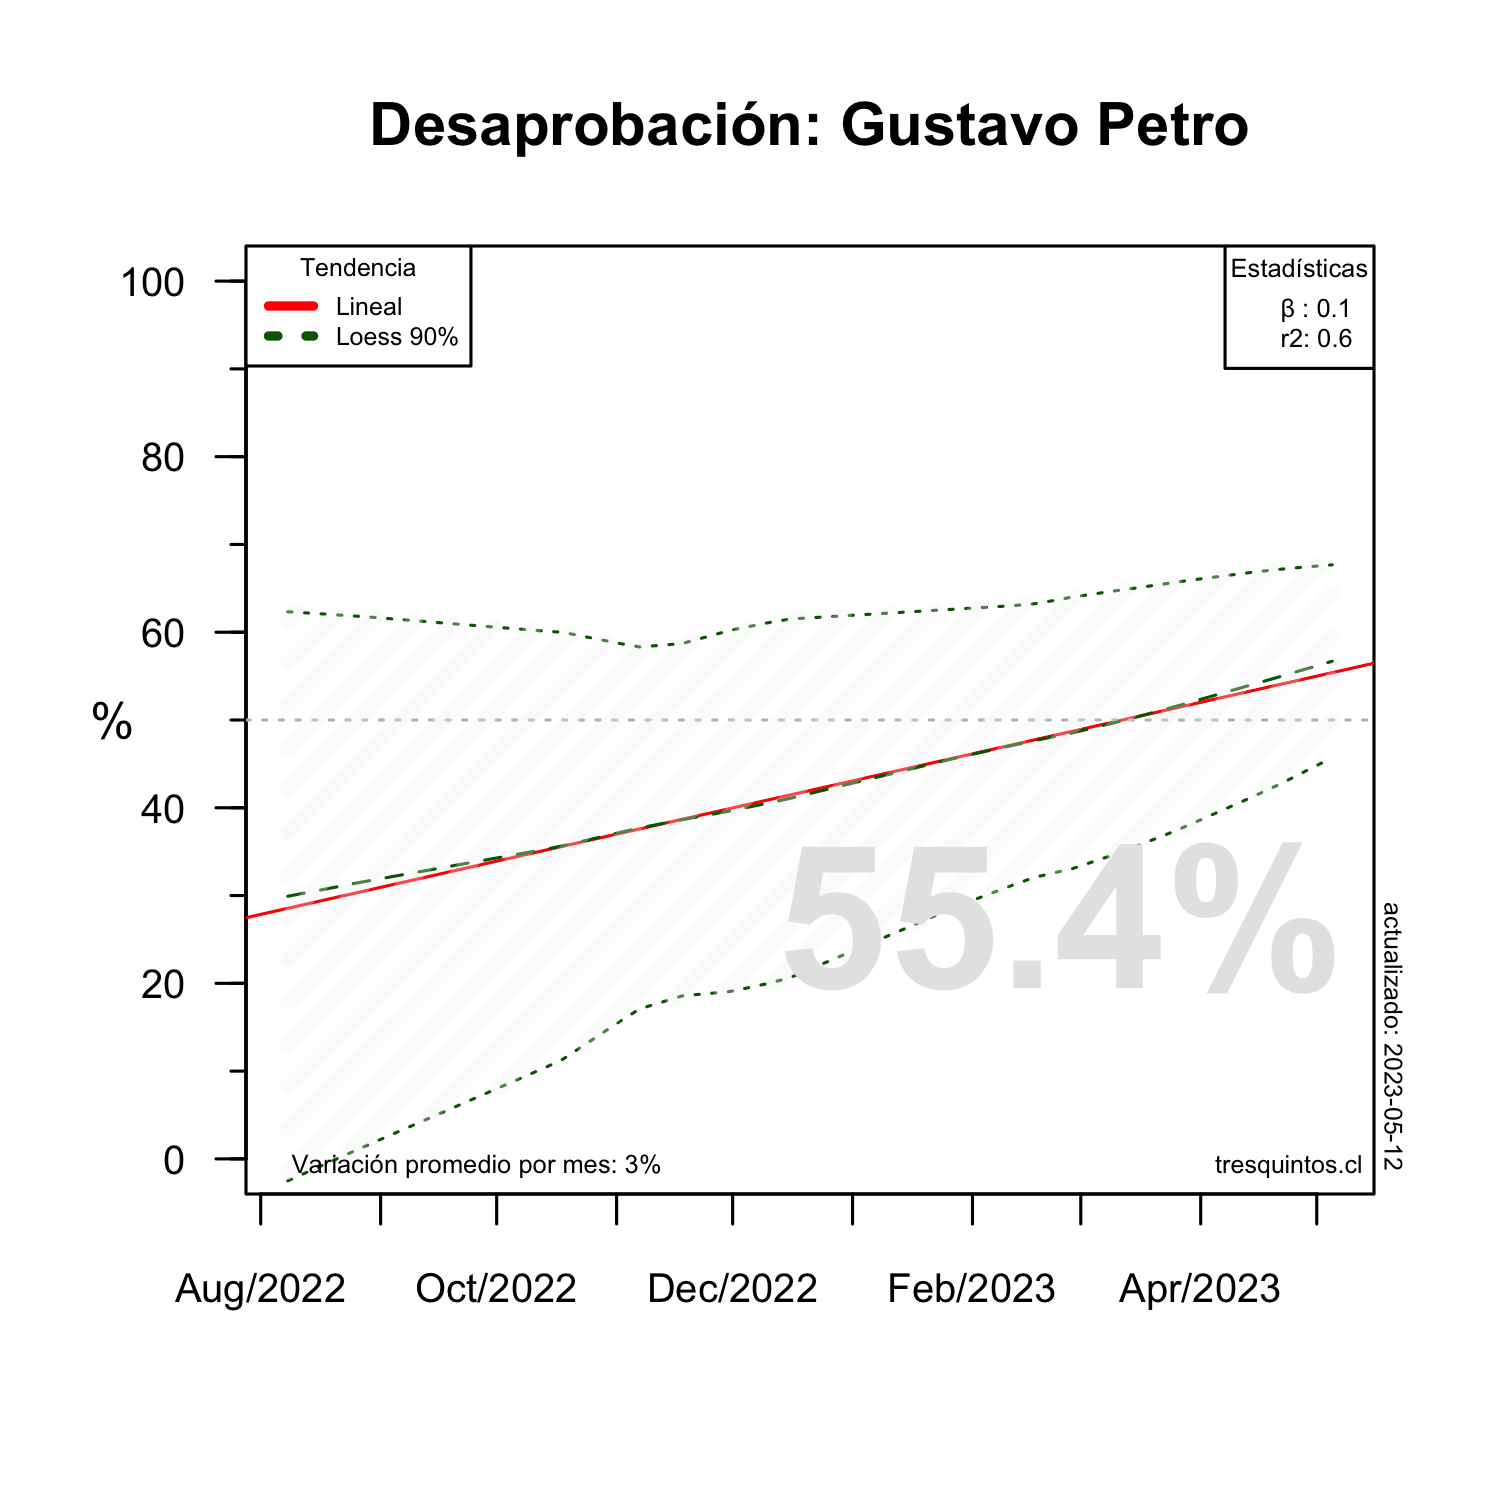 Desaprobación: Gustavo Petro
Tendencia
Lineal
Loess 90%
Estadísticas
β : 0.1
r2: 0.6
100
80
60
40
20
0
%
55.4%
Variación promedio por mes: 3%
tresquintos.cl
actualizado: 2023-05-12
Aug/2022
Oct/2022
Dec/2022
Feb/2023
Apr/2023